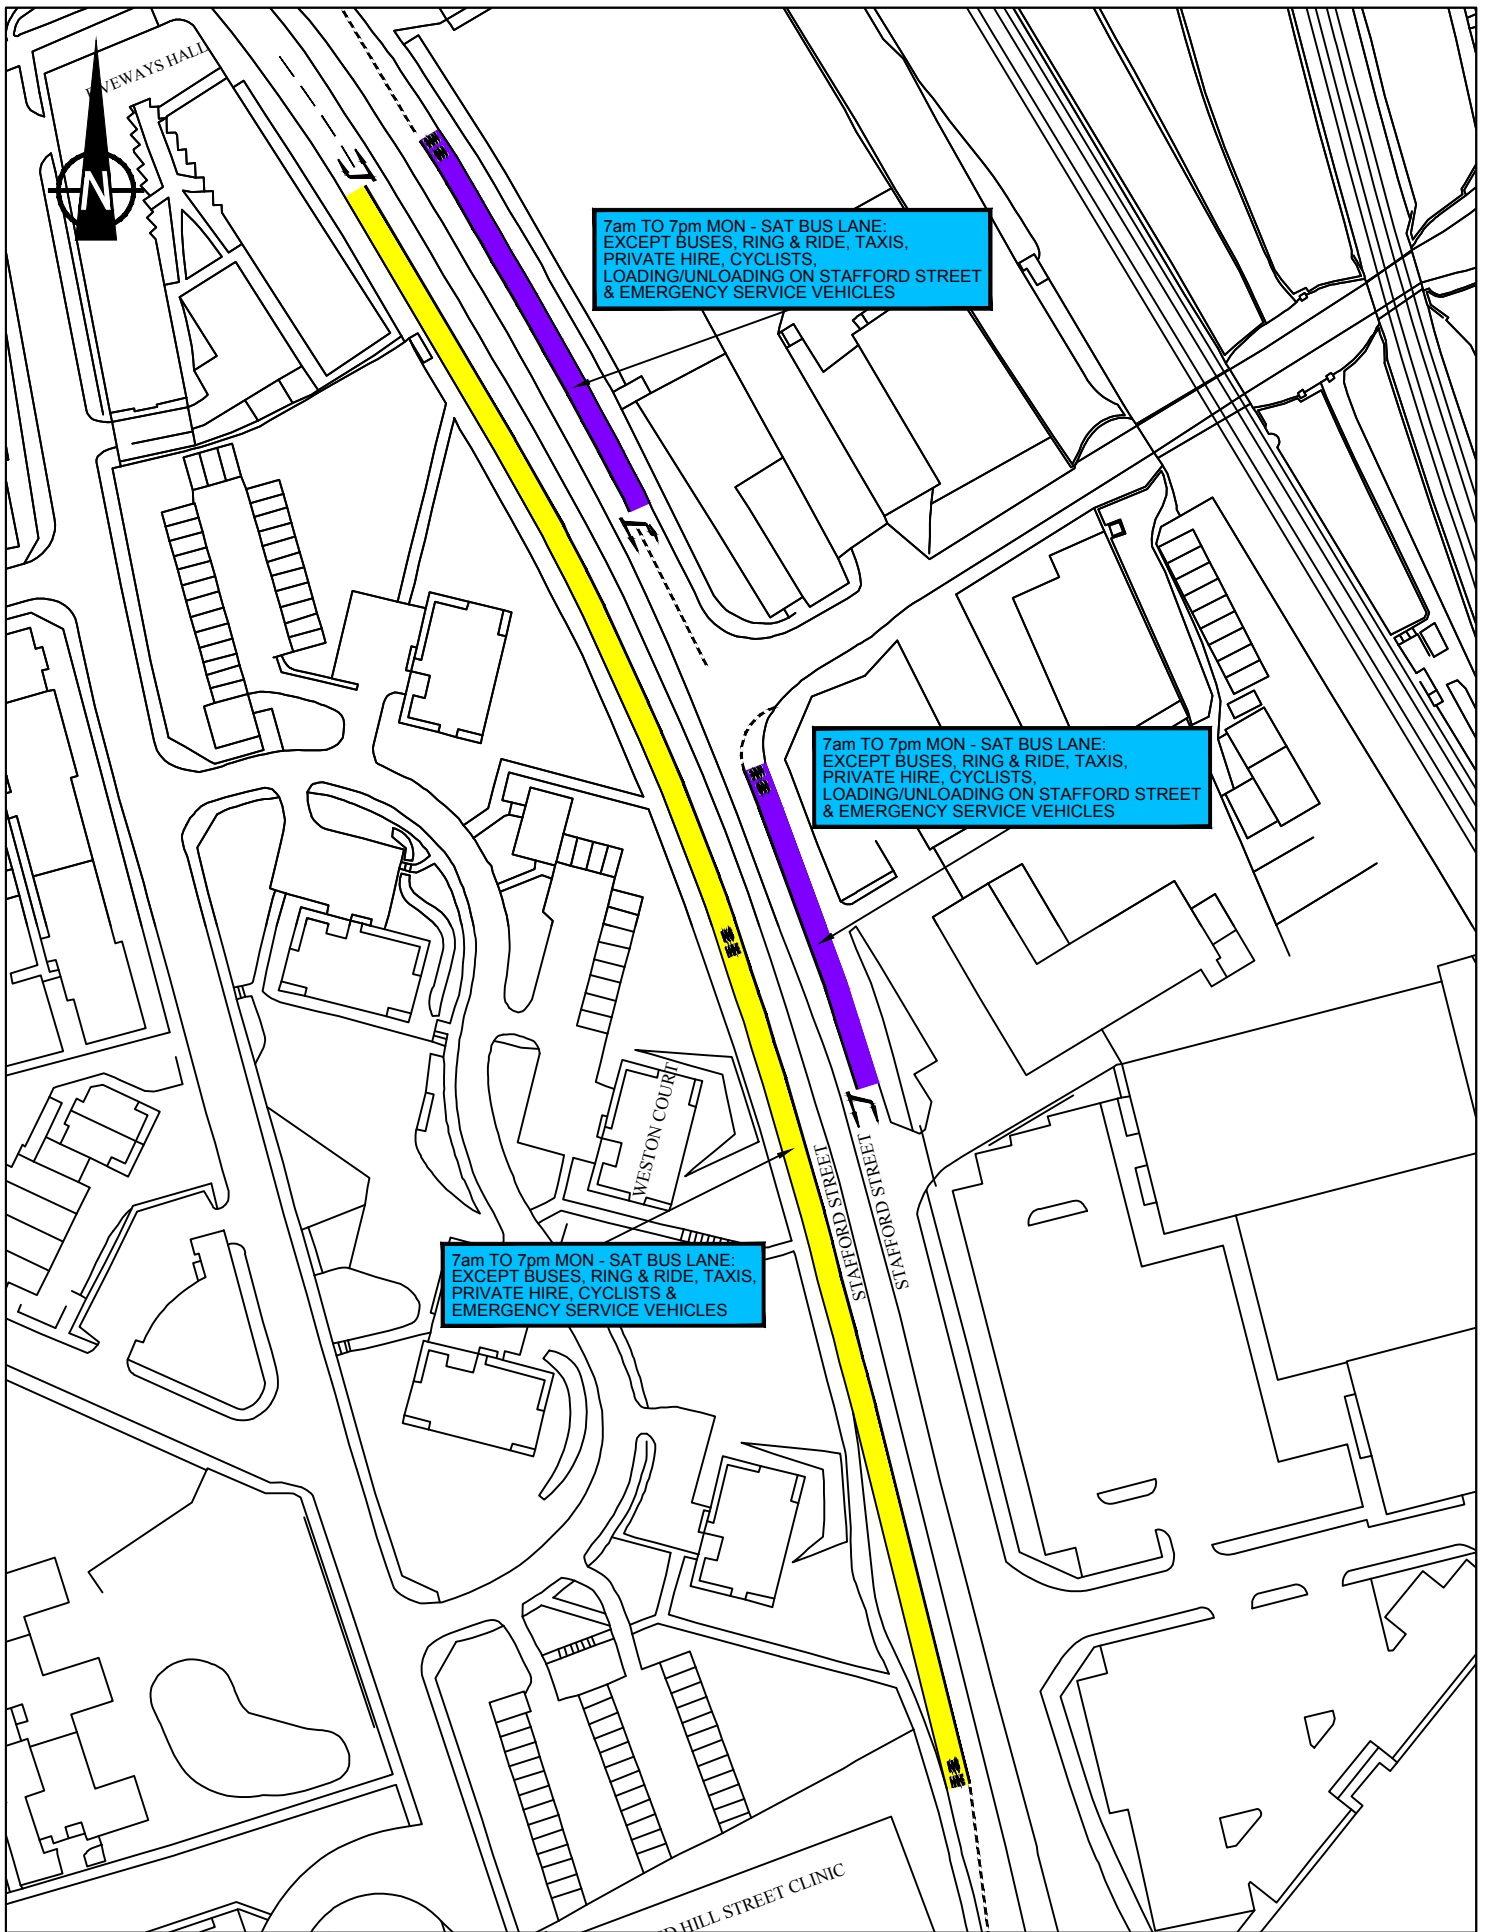 HALL
N
7am TO 7pm MON - SAT BUS LANE:
EXCEPT BUSES, RING & RIDE, TAXIS,
PRIVATE HIRE, CYCLISTS,
LOADING/UNLOADING ON STAFFORD STREET
& EMERGENCY SERVICE VEHICLES
7am TO 7pm MON - SAT BUS LANE:
EXCEPT BUSES, RING & RIDE, TAXIS,
PRIVATE HIRE, CYCLISTS,
LOADING/UNLOADING ON STAFFORD STREET
& EMERGENCY SERVICE VEHICLES
WESTON COURT
STAFFORD STREET
STAFFORD STREET
7am TO 7pm MON - SAT BUS LANE:
EXCEPT BUSES, RING & RIDE, TAXIS,
PRIVATE HIRE, CYCLISTS &
EMERGENCY SERVICE VEHICLES
HILL STREET CLINIC